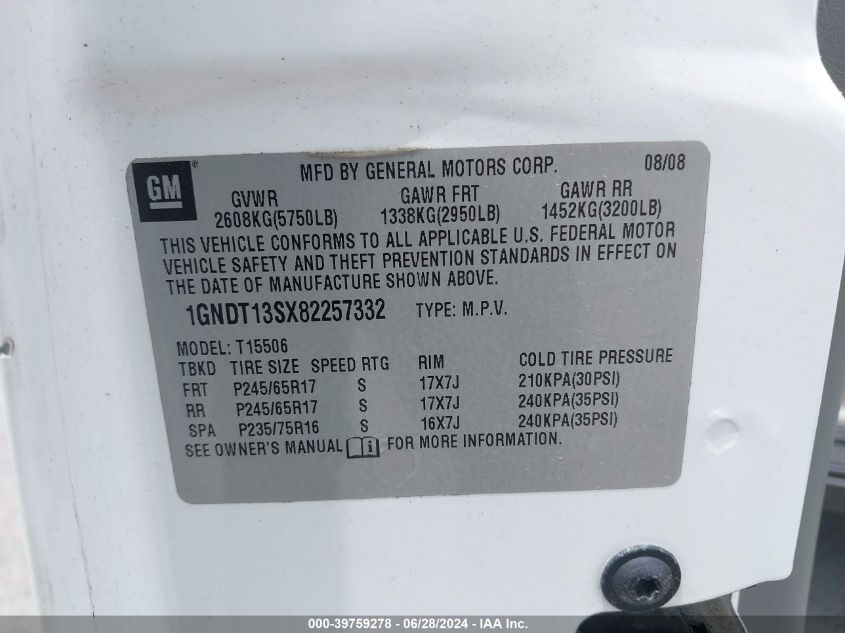 GM® MFD BY GENERAL MOTORS CORP. 08/08
GVWR GAWR FRT GAWR RR
2608KG(5750LB) 1338KG(2950LB) 1452KG(3200LB)
THIS VEHICLE CONFORMS TO ALL APPLICABLE U.S. FEDERAL MOTOR
VEHICLE SAFETY AND THEFT PREVENTION STANDARDS IN EFFECT ON
THE DATE OF MANUFACTURE SHOWN ABOVE.
1GNDT13SX82257332 TYPE: M.P.V.
MODEL: T15506
TBKD TIRE SIZE SPEED RTG RIM COLD TIRE PRESSURE
FRT P245/65R17 S 17X7J 210KPA(30PSI)
RR P245/65R17 S 17X7J 240KPA(35PSI)
SPA P235/75R16 S 16X7J 240KPA(35PSI)
SEE OWNER'S MANUAL i FOR MORE INFORMATION.
000-39759278 - 06/28/2024 - IAA Inc.